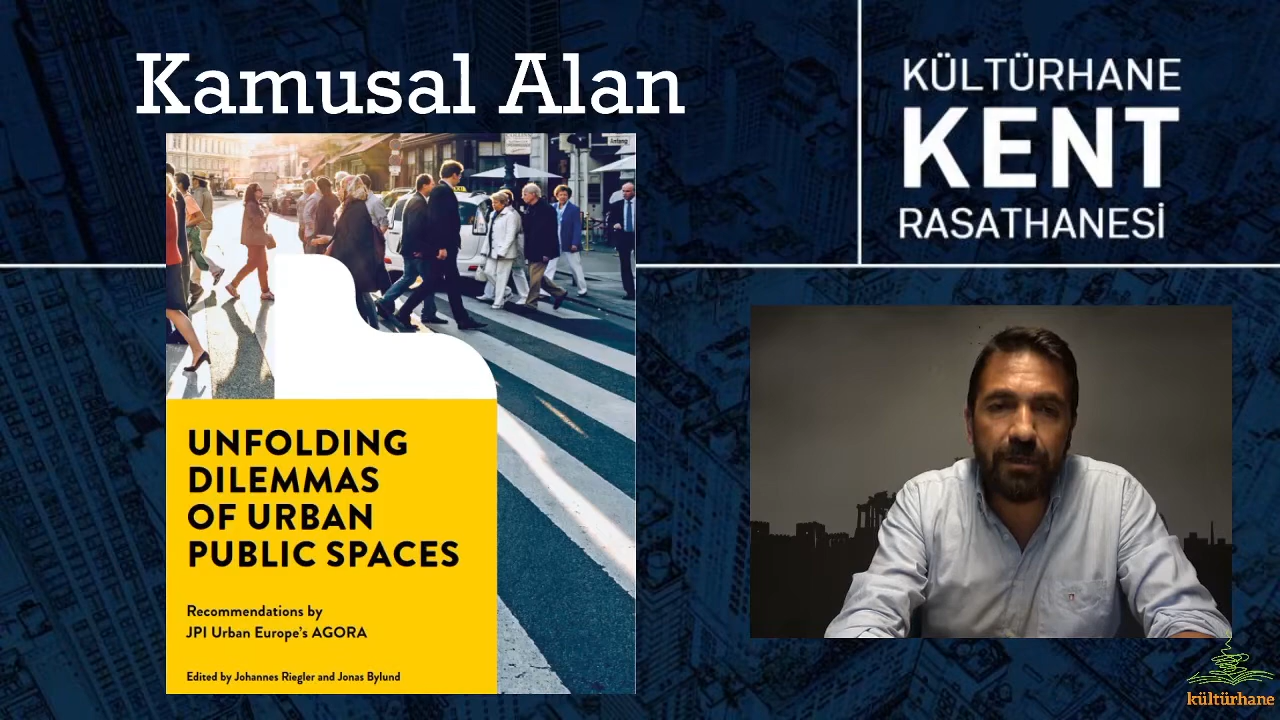 Kamusal Alan
KÜLTÜRHANE
KENT
RASATHANESİ
UNFOLDING
DILEMMAS
OF URBAN
PUBLIC SPACES
Recommendations by
JPI Urban Europe's AGORA
Edited by Johannes Riegler and Jonas Bylund
kültürhane